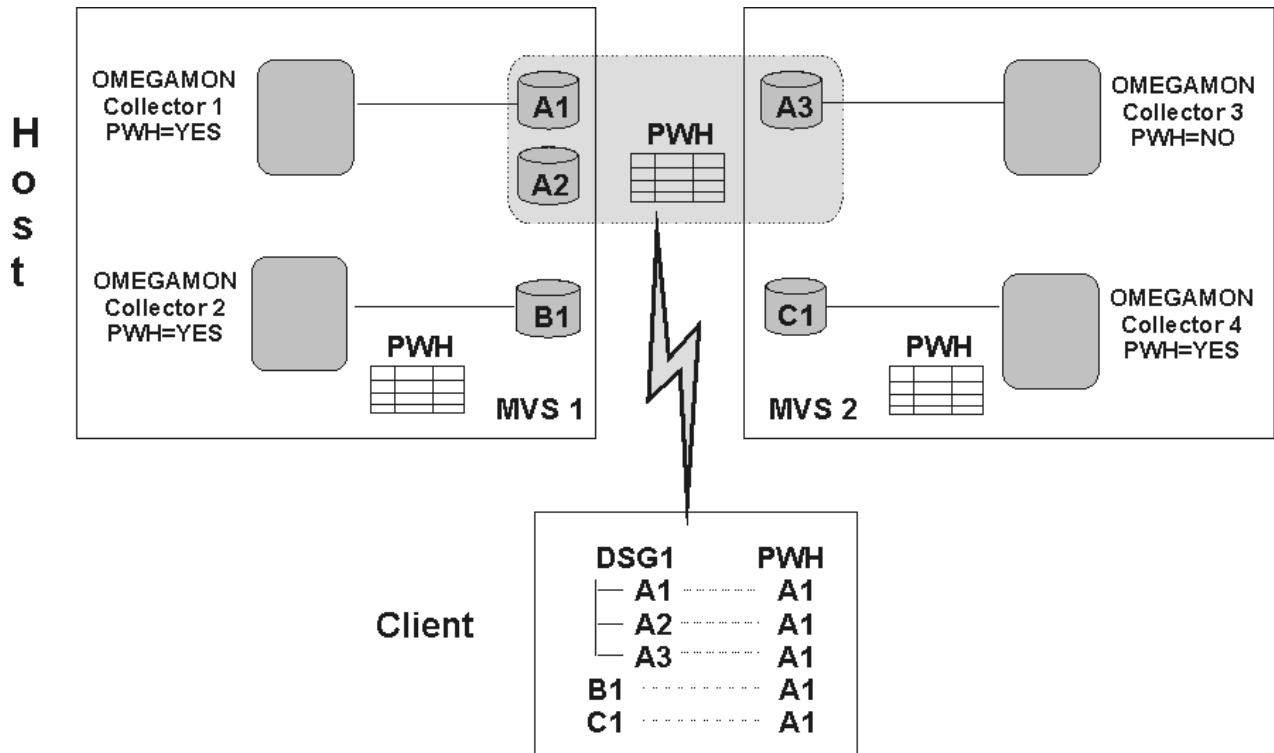 Host
OMEGAMON
Collector 1
PWH=YES
A1
A2
PWH
A3
OMEGAMON
Collector 3
PWH=NO
OMEGAMON
Collector 2
PWH=YES
B1
PWH
MVS 1
C1
OMEGAMON
Collector 4
PWH=YES
PWH
MVS 2
Client
DSG1 PWH
A1 A1
A2 A1
A3 A1
B1 A1
C1 A1